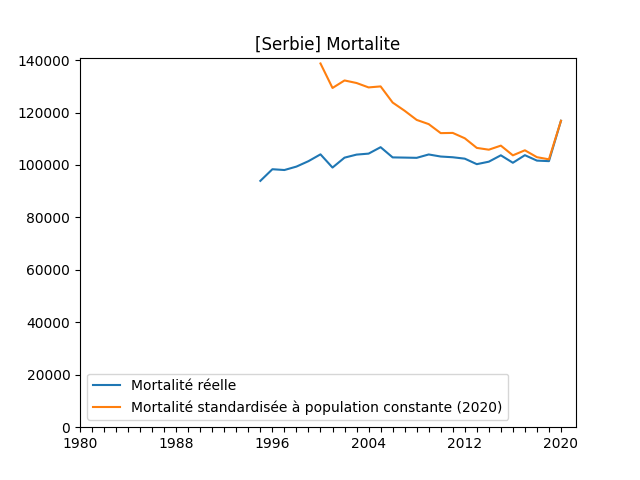 [Serbie] Mortalite
140000
120000
100000
80000
60000
40000
20000
0
Mortalité réelle
Mortalité standardisée à population constante (2020)
1980 1988 1996 2004 2012 2020